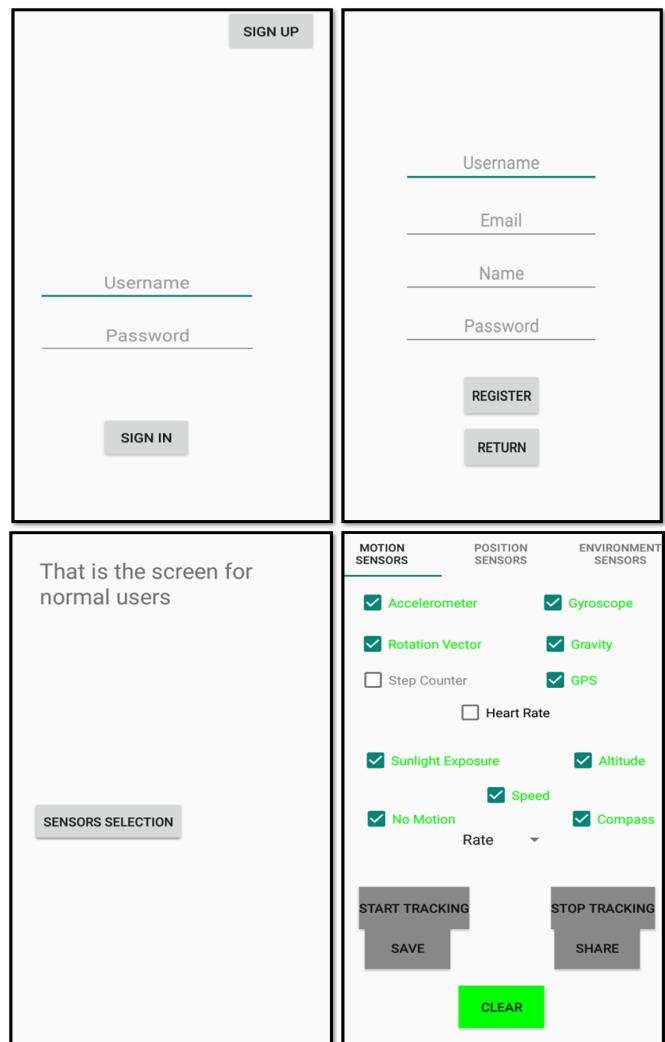 SIGN UP
Username
Password
SIGN IN
Username
Email
Name
Password
REGISTER
RETURN
That is the screen for
normal users
SENSORS SELECTION
MOTION
SENSORS
POSITION
SENSORS
ENVIRONMENT
SENSORS
Accelerometer
Gyroscope
Rotation Vector
Gravity
Step Counter
GPS
Heart Rate
Sunlight Exposure
Altitude
Speed
No Motion
Compass
Rate
START TRACKING
STOP TRACKING
SAVE
SHARE
CLEAR